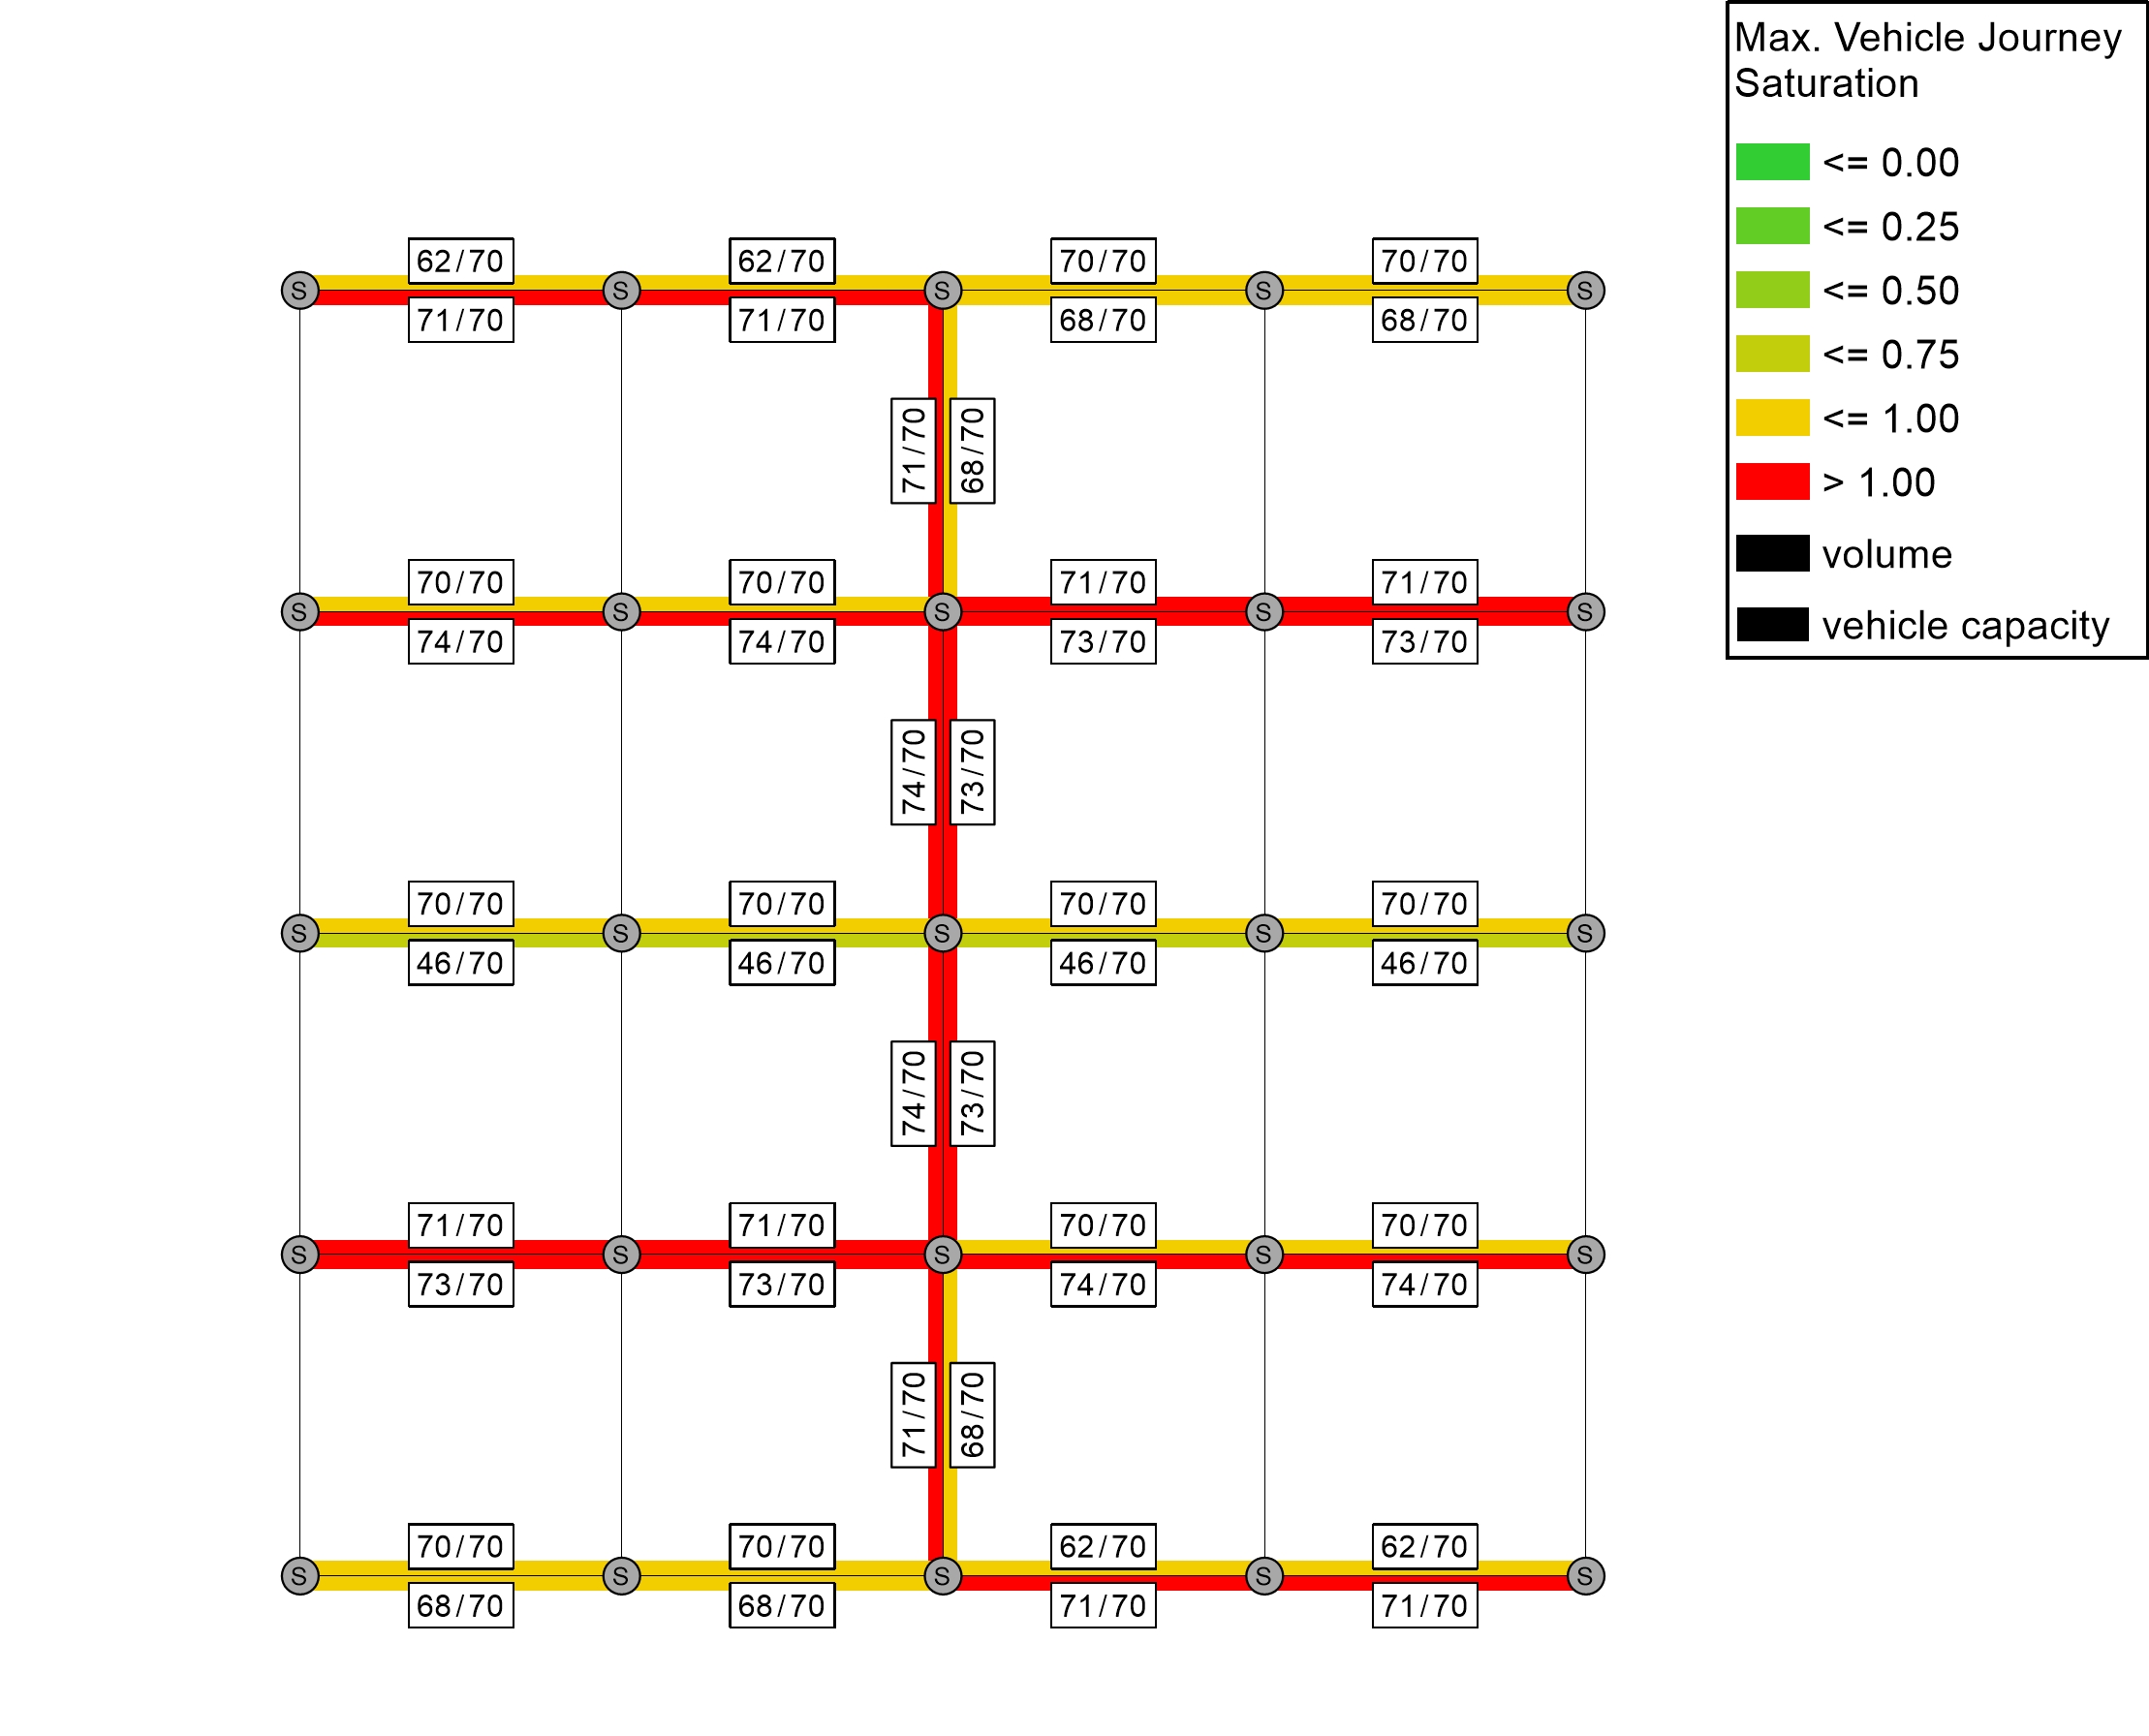 Max. Vehicle Journey
Saturation
<= 0.00
<= 0.25
<= 0.50
<= 0.75
<= 1.00
> 1.00
volume
vehicle capacity
62/70 62/70 70/70 70/70
S S S S S
71/70 71/70 68/70 68/70
71/70 68/70
70/70 70/70 71/70 71/70
S S S S S
74/70 74/70 73/70 73/70
74/70 73/70
70/70 70/70 70/70 70/70
S S S S S
46/70 46/70 46/70 46/70
74/70 73/70
71/70 71/70 70/70 70/70
S S S S S
73/70 73/70 74/70 74/70
71/70 68/70
70/70 70/70 62/70 62/70
S S S S S
68/70 68/70 71/70 71/70